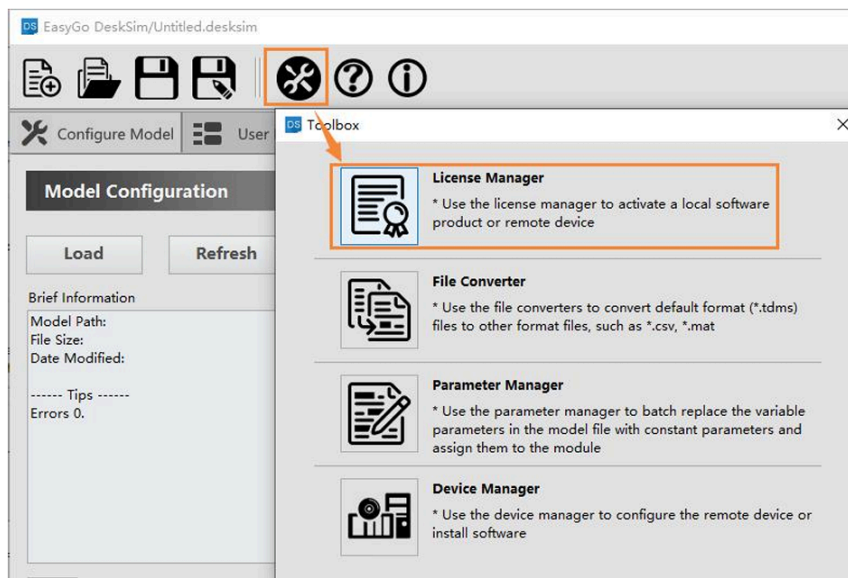 DS EasyGo DeskSim/Untitled.desksim
Configure Model
User
Model Configuration
Load
Refresh
Brief Information
Model Path:
File Size:
Date Modified:
------ Tips ------
Errors 0.
DS Toolbox
License Manager
* Use the license manager to activate a local software
product or remote device
File Converter
* Use the file converters to convert default format (*.tdms)
files to other format files, such as *.csv, *.mat
Parameter Manager
* Use the parameter manager to batch replace the variable
parameters in the model file with constant parameters and
assign them to the module
Device Manager
* Use the device manager to configure the remote device or
install software